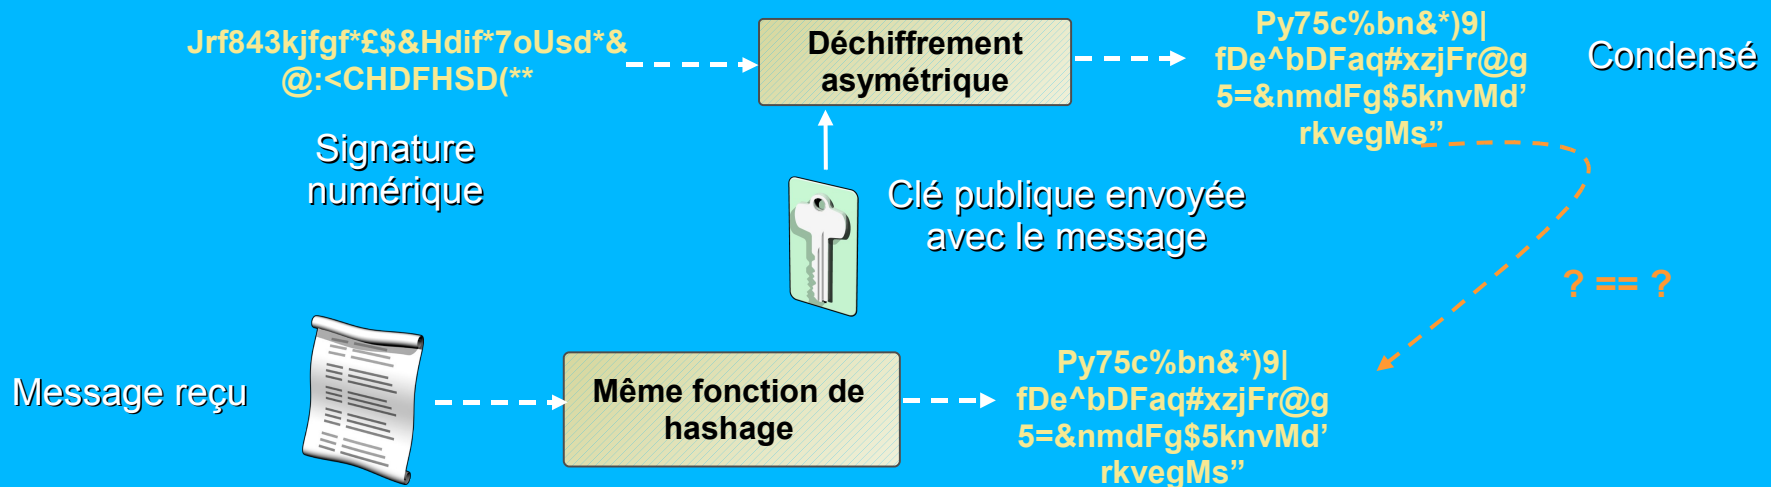 Jrf843kjfgf*£$&Hdif*7oUsd*&
@:<CHDFHSD(**
Signature
numérique
Déchiffrement
asymétrique
Py75c%bn&*)9|
fDe^bDFaq#xzjFr@g
5=&nmdFg$5knvMd’
rkvegMs”
Condensé
Clé publique envoyée
avec le message
? == ?
Message reçu
Même fonction de
hashage
Py75c%bn&*)9|
fDe^bDFaq#xzjFr@g
5=&nmdFg$5knvMd’
rkvegMs”